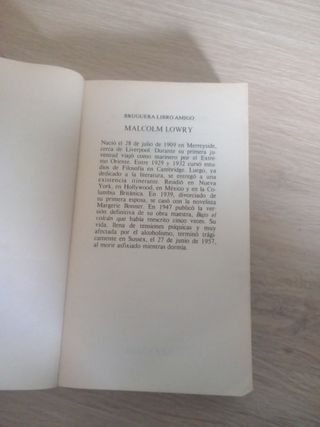 BRUGUERA LIBRO AMIGO
MALCOLM LOWRY
Nació el 28 de julio de 1909 en Merseyside,
cerca de Liverpool. Durante su primera ju-
ventud viajó como marinero por el Extre-
mo Oriente. Entre 1929 y 1932 cursó estu-
dios de Filosofía en Cambridge. Luego, ya
dedicado a la literatura, se entregó a una
existencia itinerante. Residió en Nueva
York, en Hollywood, en México y en la Co-
lumbia Británica. En 1939, divorciado de
su primera esposa, se casó con la novelista
Margerie Bonner. En 1947 publicó la ver-
sión definitiva de su obra maestra, Bajo el
volcán que había reescrito cinco veces. Su
vida, llena de tensiones psíquicas y muy
afectada por el alcoholismo, terminó trági-
camente en Sussex, el 27 de junio de 1957,
al morir asfixiado mientras dormía.